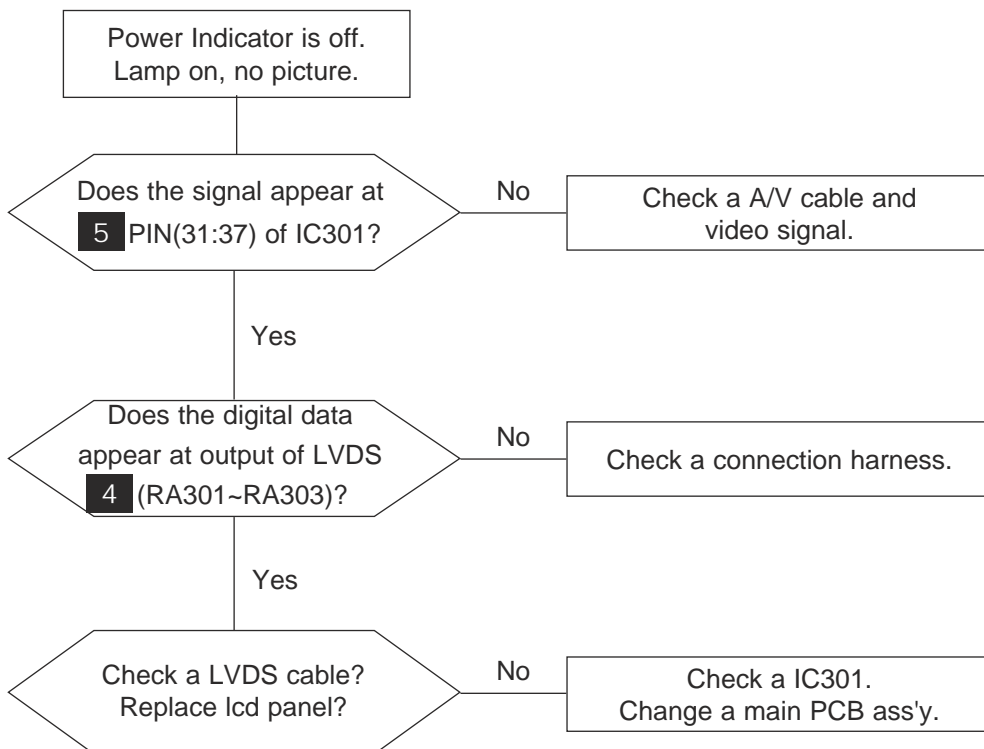 Power Indicator is off.
Lamp on, no picture.
Does the signal appear at
5 PIN(31:37) of IC301?
No
Check a A/V cable and
video signal.
Yes
Does the digital data
appear at output of LVDS
4 (RA301~RA303)?
No
Check a connection harness.
Yes
Check a LVDS cable?
Replace lcd panel?
No
Check a IC301.
Change a main PCB ass'y.